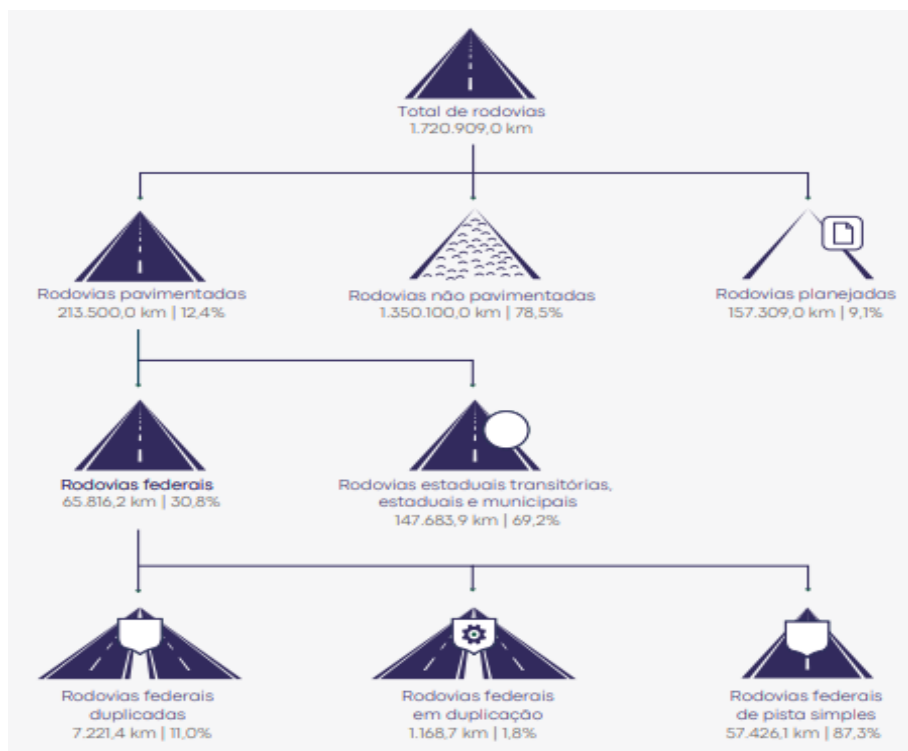 Total de rodovias
1.720.909,0 km
Rodovias pavimentadas
213.500,0 km | 12,4%
Rodovias não pavimentadas
1.350.100,0 km | 78,5%
Rodovias planejadas
157.309,0 km | 9,1%
Rodovias federais
65.816,2 km | 30,8%
Rodovias estaduais transitórias,
estaduais e municipais
147.683,9 km | 69,2%
Rodovias federais
duplicadas
7.221,4 km | 11,0%
Rodovias federais
em duplicação
1.168,7 km | 1,8%
Rodovias federais
de pista simples
57.426,1 km | 87,3%